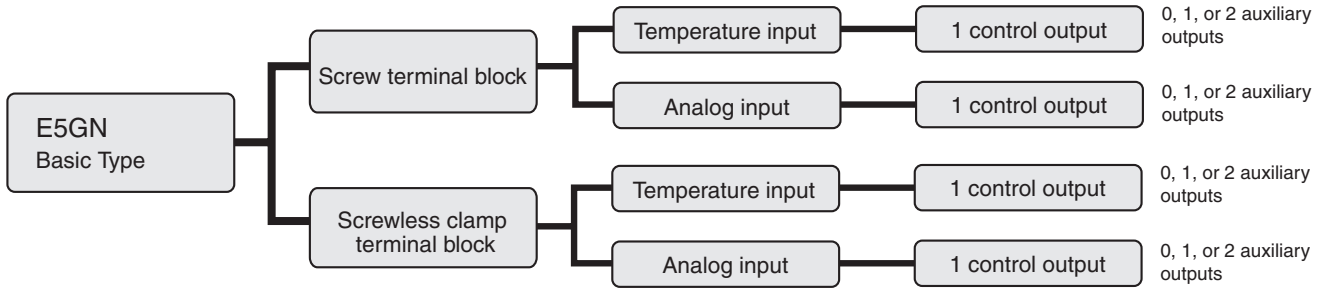 E5GN
Basic Type
Screw terminal block
Temperature input
1 control output
0, 1, or 2 auxiliary
outputs
Analog input
1 control output
0, 1, or 2 auxiliary
outputs
Screwless clamp
terminal block
Temperature input
1 control output
0, 1, or 2 auxiliary
outputs
Analog input
1 control output
0, 1, or 2 auxiliary
outputs